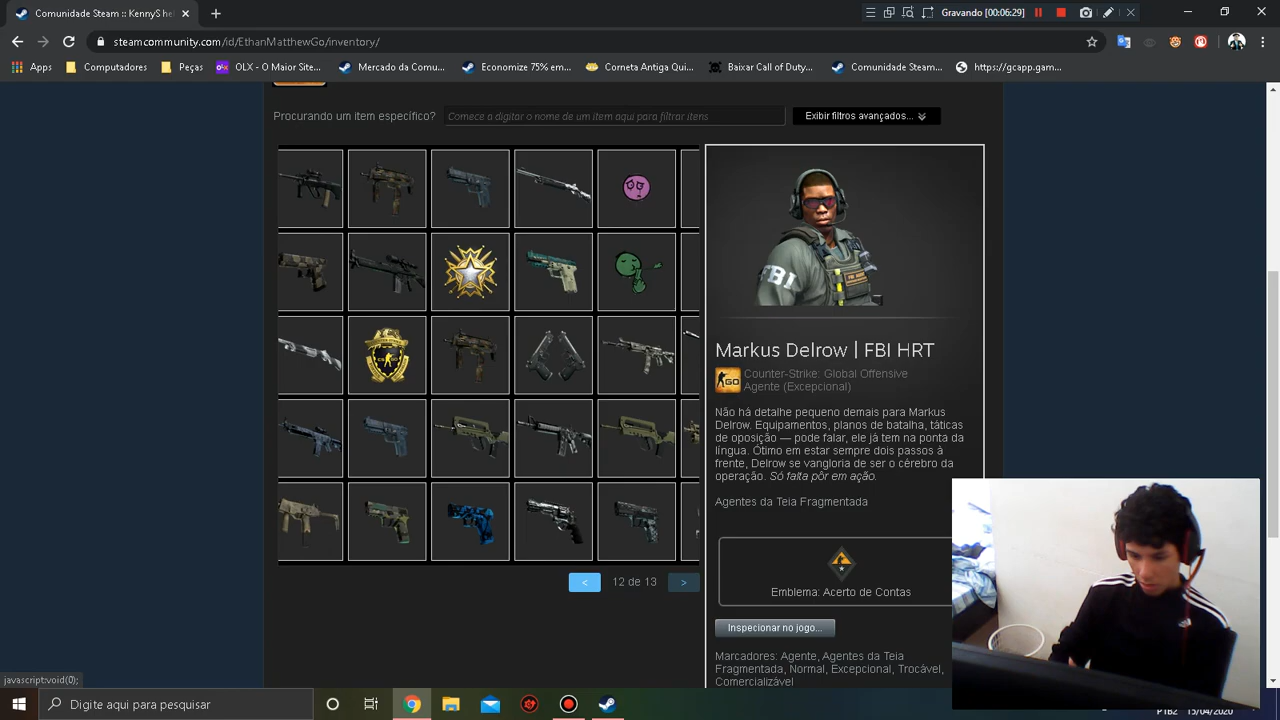 Comunidade Steam :: KennyS hel
Gravando [00:06:29]
steamcommunity.com/id/EthanMatthewGo/inventory/
Apps
Computadores
Peças
OLX - O Maior Site...
Mercado da Comu...
Economize 75% em...
Corneta Antiga Qui...
Baixar Call of Duty...
Comunidade Steam...
https://gcapp.gam...
Procurando um item específico?
Comece a digitar o nome de um item aqui para filtrar itens
Exibir filtros avançados...
FBI
Markus Delrow | FBI HRT
Counter-Strike: Global Offensive
Agente (Excepcional)
Não há detalhe pequeno demais para Markus
Delrow. Equipamentos, planos de batalha, táticas
de oposição — pode falar, ele já tem na ponta da
língua. Ótimo em estar sempre dois passos à
frente, Delrow se vangloria de ser o cérebro da
operação. Só falta pôr em ação.
Agentes da Teia Fragmentada
Emblema: Acerto de Contas
< 12 de 13 >
Inspecionar no jogo...
Marcadores: Agente, Agentes da Teia
Fragmentada, Normal, Excepcional, Trocável,
Comercializável
javascript:void(0);
Digite aqui para pesquisar
PTB2
15/04/2020